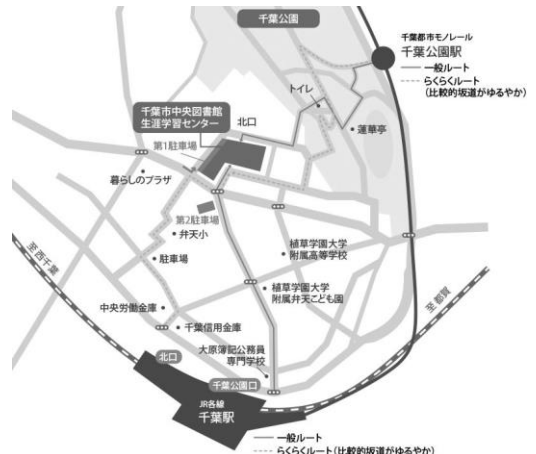 千葉公園
千葉都市モノレール
千葉公園駅
一般ルート
らくらくルート
(比較的坂道がゆるやか)
トイレ
千葉市中央図書館
生涯学習センター
北口
蓮華亭
第1駐車場
暮らしのプラザ
第2駐車場
弁天小
至西千葉
駐車場
植草学園大学
附属高等学校
植草学園大学
附属弁天こども園
至都賀
中央労働金庫
千葉信用金庫
大原簿記公務員
専門学校
北口
千葉公園口
JR各線
千葉駅
一般ルート
らくらくルート(比較的坂道がゆるやか)